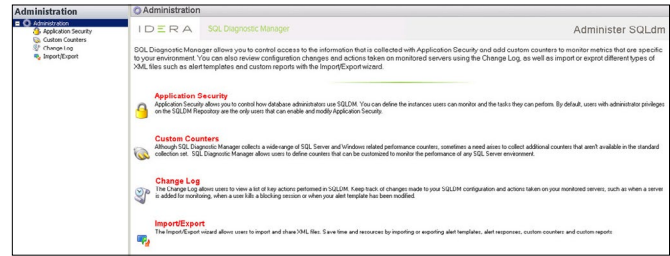 Administration
Administration
Application Security
Custom Counters
Change Log
Import/Export
Administration
IDERA SQL Diagnostic Manager
Administer SQLdm
SQL Diagnostic Manager allows you to control access to the information that is collected with Application Security and add custom counters to monitor metrics that are specific
to your environment. You can also review configuration changes and actions taken on monitored servers using the Change Log, as well as import or exprot different types of
XML files such as alert templates and custom reports with the Import/Export wizard.
Application Security
Application Security allows you to control how database administrators use SQLDM. You can define the instances users can monitor and the tasks they can perform. By default, users with administrator privileges
on the SQLDM Repository are the only users that can enable and modify Application Security.
Custom Counters
Although SQL Diagnostic Manager collects a wide-range of SQL Server and Windows related performance counters, sometimes a need arises to collect additional counters that aren't available in the standard
collection set. SQL Diagnostic Manager allows users to define counters that can be customized to monitor the peformance of any SQL Server environment.
Change Log
The Change Log allows users to view a list of key actions performed in SQLDM. Keep track of changes made to your SQLDM configuration and actions taken on your monitored servers, such as when a server
is added for monitoring, when a user kills a blocking session or when your alert template has been modified.
Import/Export
The Import/Export wizard allows users to import and share XML files. Save time and resources by importing or exporting alert templates, alert responses, custom counters and custom reports